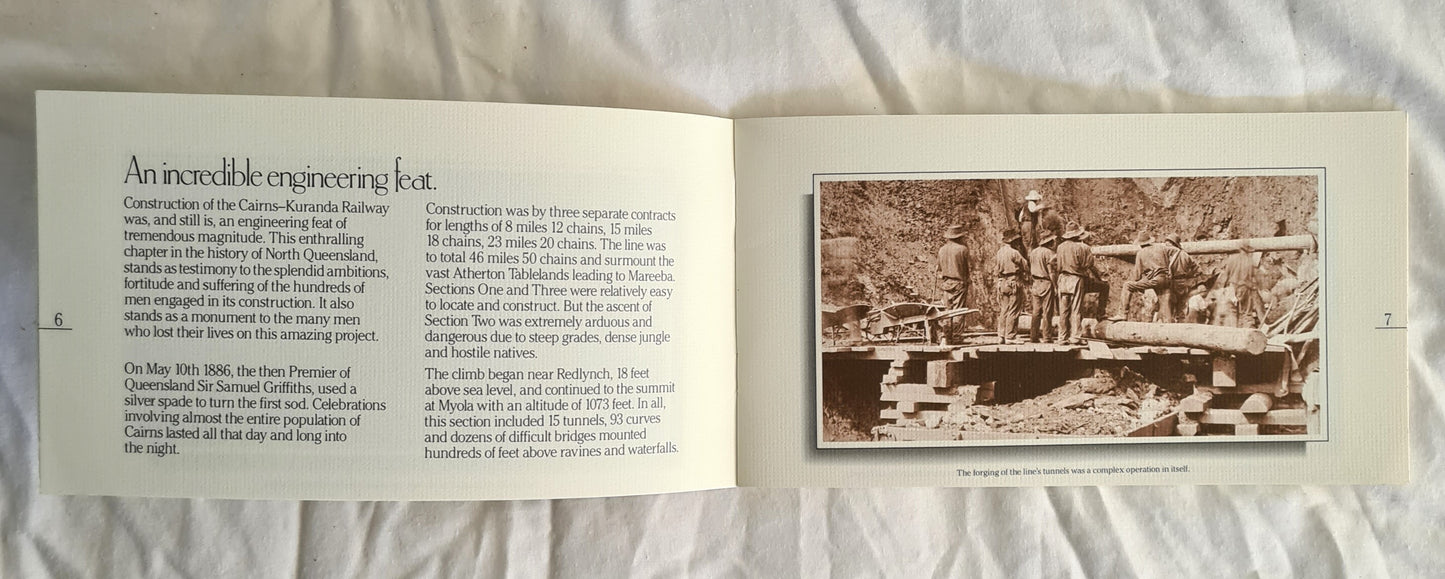 An incredible engineering feat.
Construction of the Cairns–Kuranda Railway
was, and still is, an engineering feat of
tremendous magnitude. This enthralling
chapter in the history of North Queensland,
stands as testimony to the splendid ambitions,
fortitude and suffering of the hundreds of
men engaged in its construction. It also
stands as a monument to the many men
who lost their lives on this amazing project.
On May 10th 1886, the then Premier of
Queensland Sir Samuel Griffiths, used a
silver spade to turn the first sod. Celebrations
involving almost the entire population of
Cairns lasted all that day and long into
the night.
6
Construction was by three separate contracts
for lengths of 8 miles 12 chains, 15 miles
18 chains, 23 miles 20 chains. The line was
to total 46 miles 50 chains and surmount the
vast Atherton Tablelands leading to Mareeba.
Sections One and Three were relatively easy
to locate and construct. But the ascent of
Section Two was extremely arduous and
dangerous due to steep grades, dense jungle
and hostile natives.
The climb began near Redlynch, 18 feet
above sea level, and continued to the summit
at Myola with an altitude of 1073 feet. In all,
this section included 15 tunnels, 93 curves
and dozens of difficult bridges mounted
hundreds of feet above ravines and waterfalls.
The forging of the line's tunnels was a complex operation in itself.
7